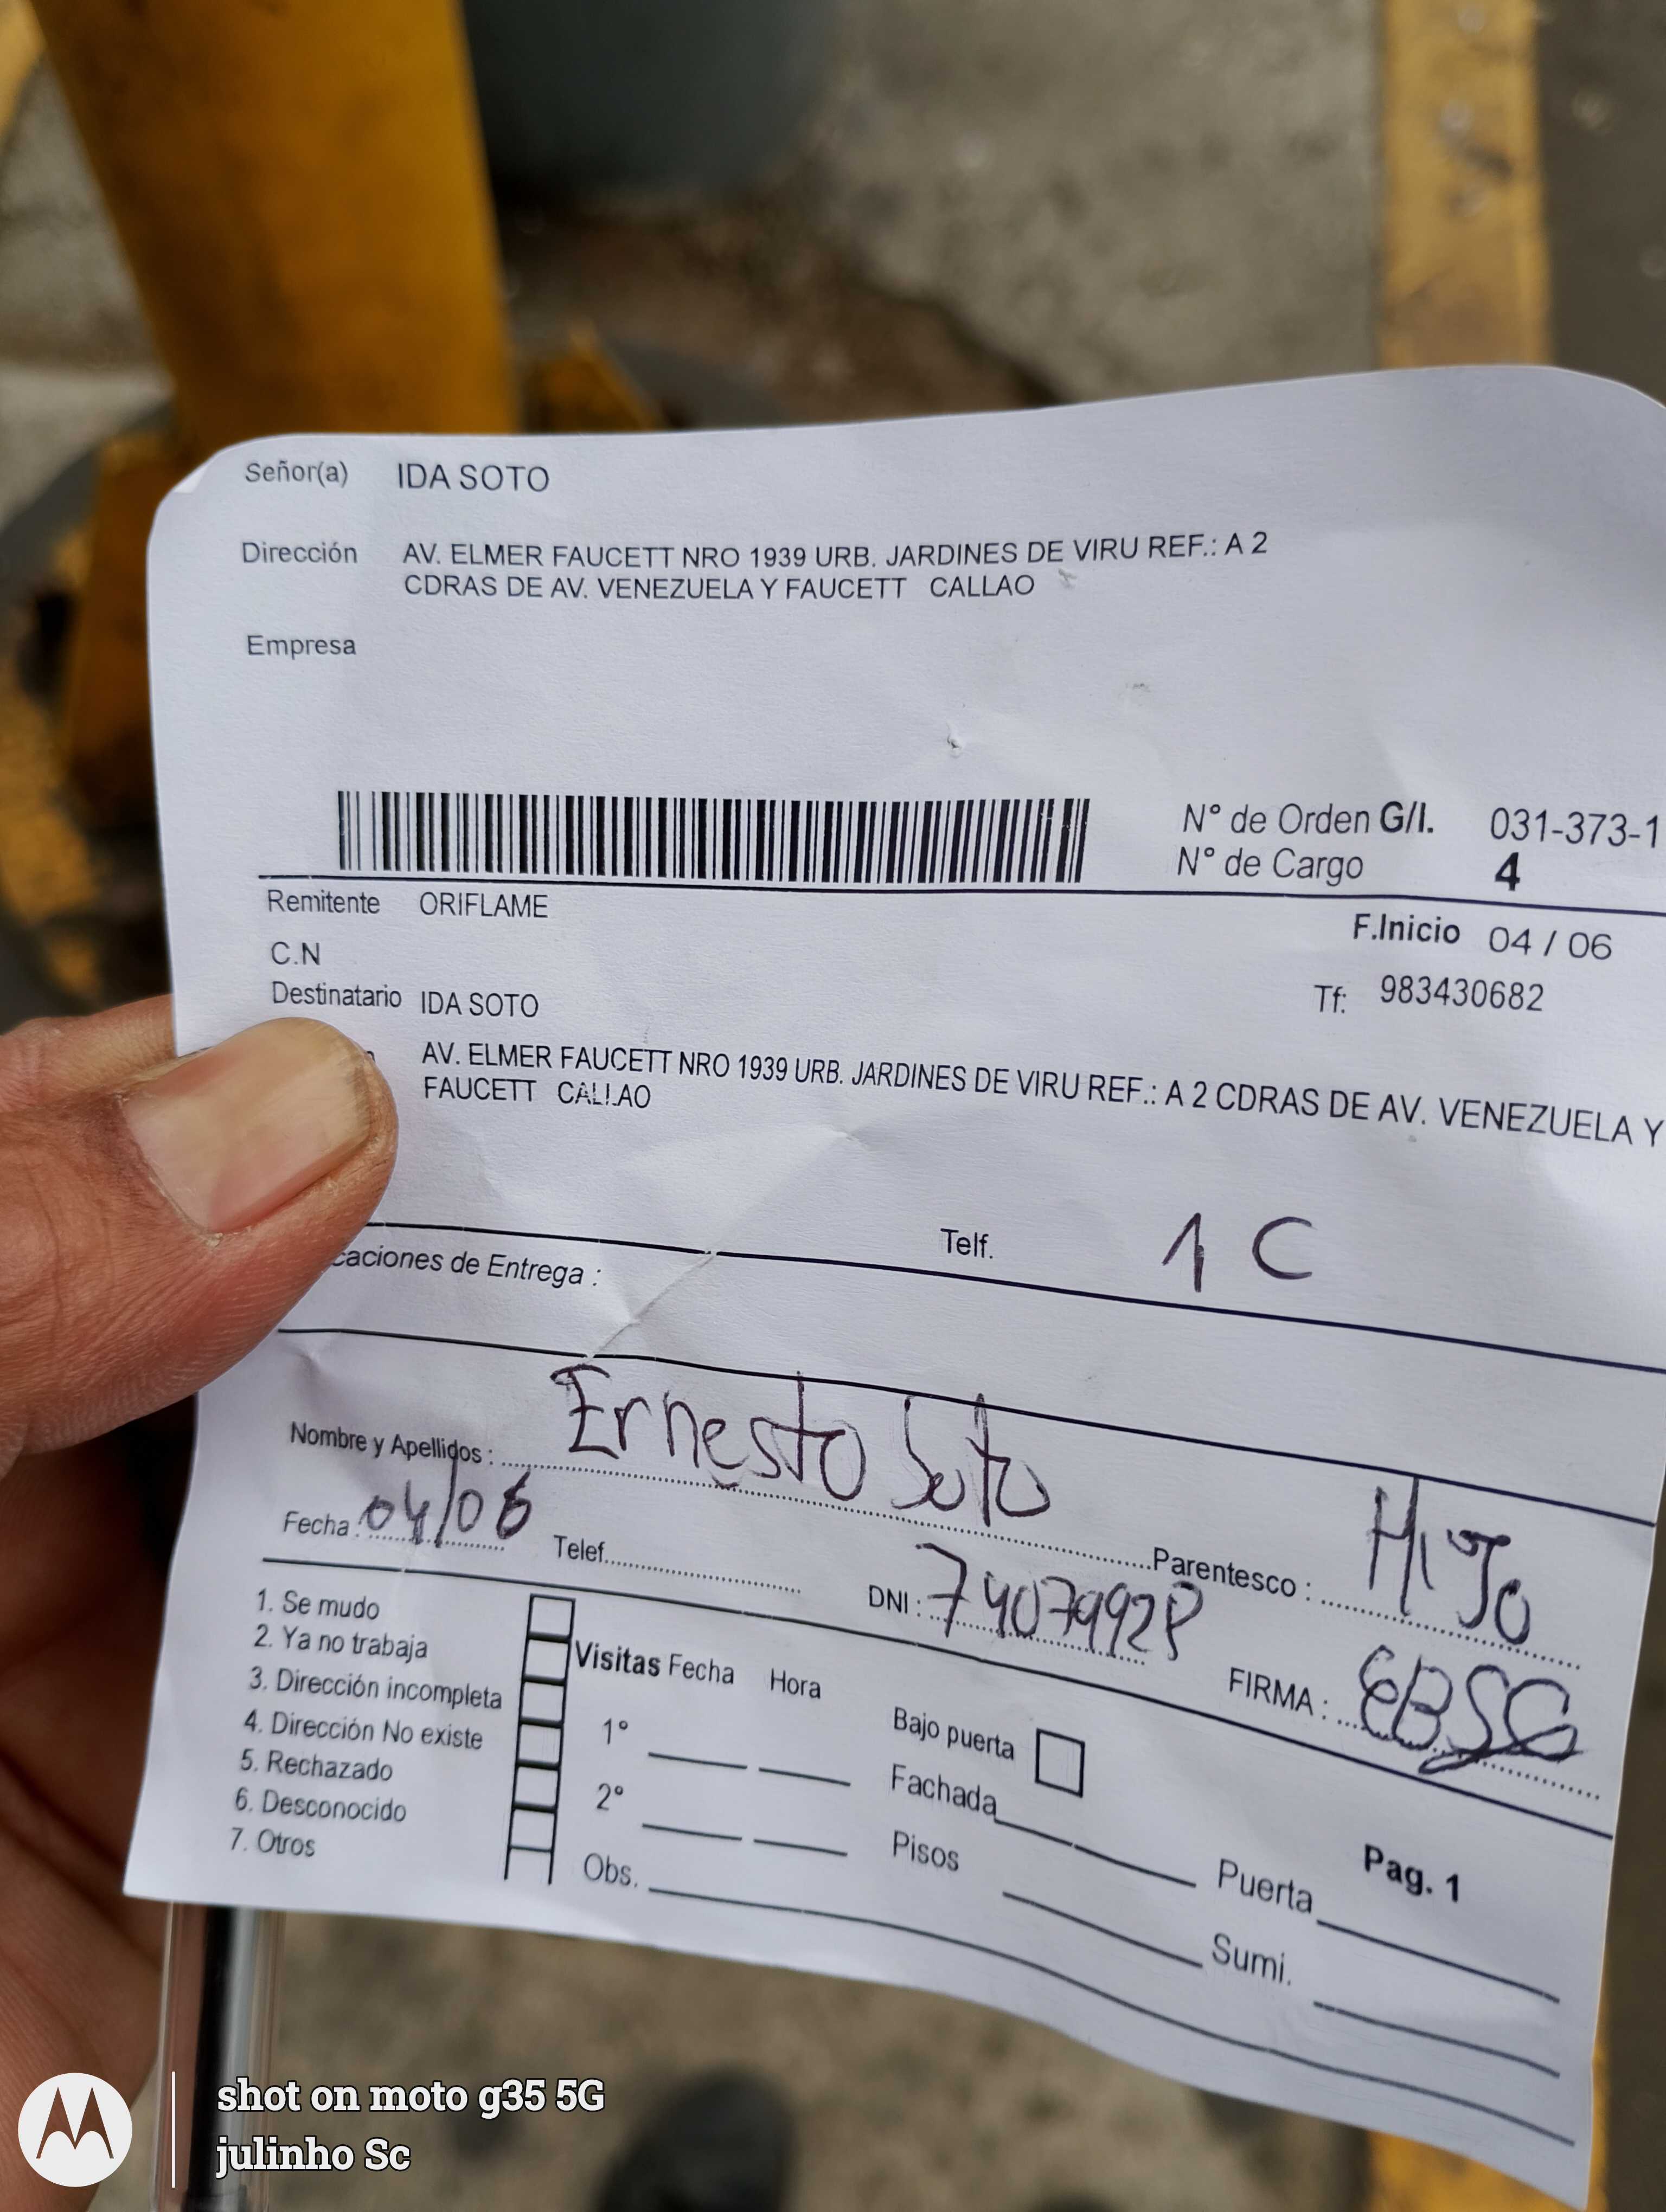 Señor(a) IDA SOTO
Dirección AV. ELMER FAUCETT NRO 1939 URB. JARDINES DE VIRU REF.: A 2
CDRAS DE AV. VENEZUELA Y FAUCETT CALLAO
Empresa
N° de Orden G/I. 031-373-1
N° de Cargo 4
Remitente ORIFLAME
F.Inicio 04 / 06
C.N
Destinatario IDA SOTO
Tf: 983430682
AV. ELMER FAUCETT NRO 1939 URB. JARDINES DE VIRU REF.: A 2 CDRAS DE AV. VENEZUELA Y
FAUCETT CALLAO
Telf. 1 C
caciones de Entrega :
Nombre y Apellidos : Ernesto Soto
Parentesco : Hijo
Fecha : 04/06 Telef. DNI : 74079928 FIRMA : EBSG
1. Se mudo
2. Ya no trabaja
3. Dirección incompleta
4. Dirección No existe
5. Rechazado
6. Desconocido
7. Otros
Visitas Fecha Hora
1°
2°
Obs.
Bajo puerta
Fachada
Pisos
Pag. 1
Puerta
Sumi.
shot on moto g35 5G
julinho Sc